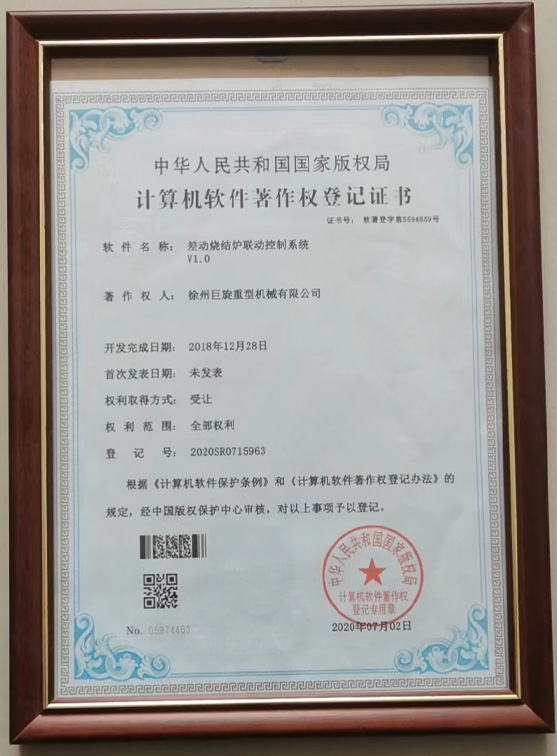 中华人民共和国国家版权局
计算机软件著作权登记证书
证书号： 软著登字第5594659号
软件名称： 差动烧结炉联动控制系统
V1.0
著作权人： 徐州巨旋重型机械有限公司
开发完成日期： 2018年12月28日
首次发表日期： 未发表
权利取得方式： 受让
权利范围： 全部权利
登记号： 2020SR0715963
根据《计算机软件保护条例》和《计算机软件著作权登记办法》的
规定，经中国版权保护中心审核，对以上事项予以登记。
中华人民共和国国家版权局
计算机软件著作权
登记专用章
No. 05974463
2020年07月02日